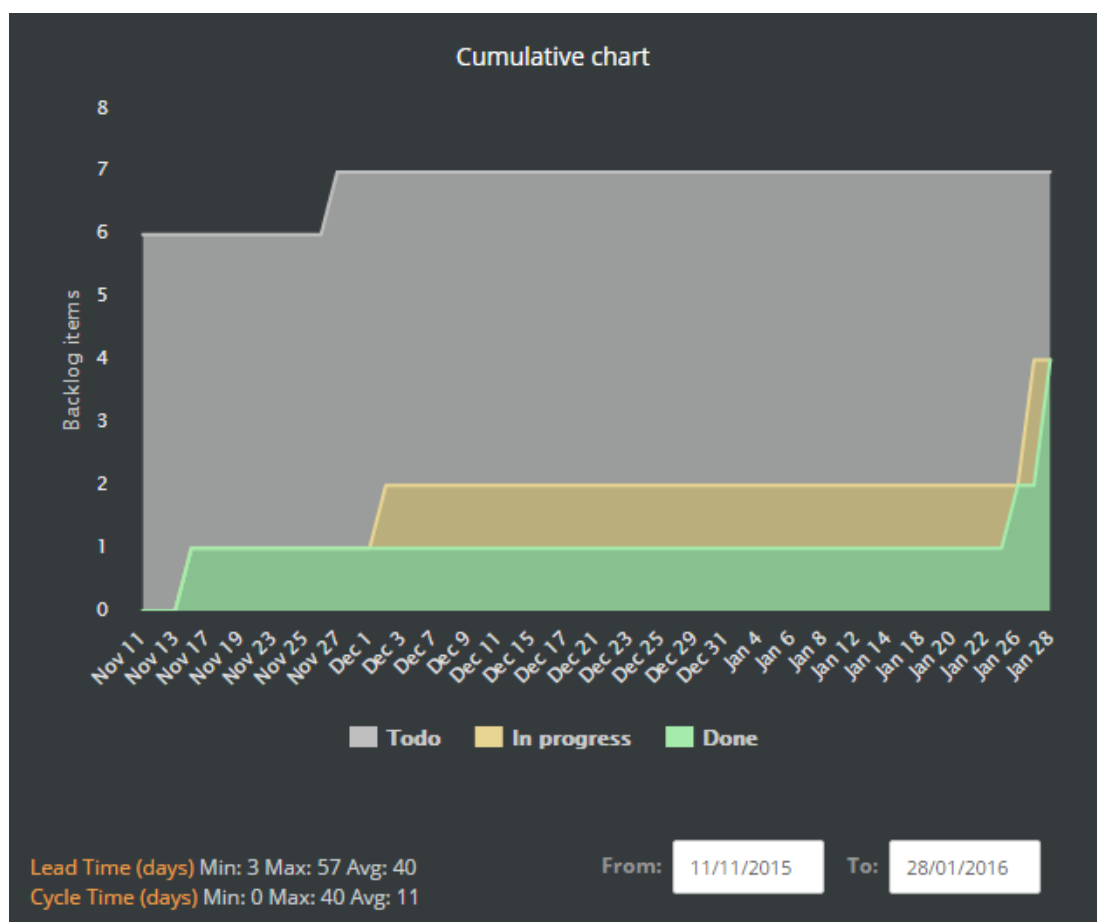 Cumulative chart
8
7
6
5
4
3
2
1
0
Backlog items
Nov 11 Nov 13 Nov 17 Nov 19 Nov 23 Nov 25 Nov 27 Dec 1 Dec 3 Dec 7 Dec 9 Dec 11 Dec 15 Dec 17 Dec 21 Dec 23 Dec 25 Dec 29 Dec 31 Jan 4 Jan 6 Jan 8 Jan 12 Jan 14 Jan 18 Jan 20 Jan 22 Jan 26 Jan 28
Todo In progress Done
Lead Time (days) Min: 3 Max: 57 Avg: 40
Cycle Time (days) Min: 0 Max: 40 Avg: 11
From: 11/11/2015 To: 28/01/2016